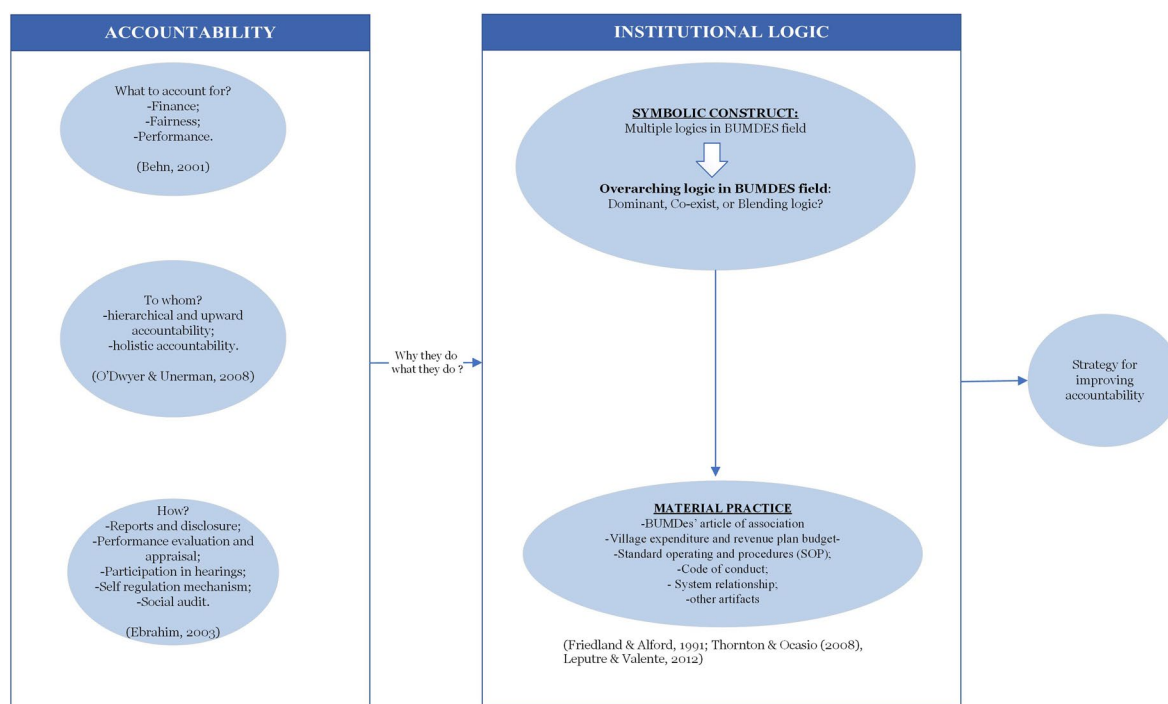 ACCOUNTABILITY
What to account for?
-Finance;
-Fairness;
-Performance.
(Behn, 2001)
To whom?
-hierarchical and upward
accountability;
-holistic accountability.
(O'Dwyer & Unerman, 2008)
How?
-Reports and disclosure;
-Performance evaluation and
appraisal;
-Participation in hearings;
-Self regulation mechanism;
-Social audit.
(Ebrahim, 2003)
Why they do
what they do ?
INSTITUTIONAL LOGIC
SYMBOLIC CONSTRUCT:
Multiple logics in BUMDES field
Overarching logic in BUMDES field:
Dominant, Co-exist, or Blending logic?
MATERIAL PRACTICE
-BUMDes' article of association
-Village expenditure and revenue plan budget-
-Standard operating and procedures (SOP);
-Code of conduct;
- System relationship;
-other artifacts
(Friedland & Alford, 1991; Thornton & Ocasio (2008),
Leputre & Valente, 2012)
Strategy for
improving
accountability